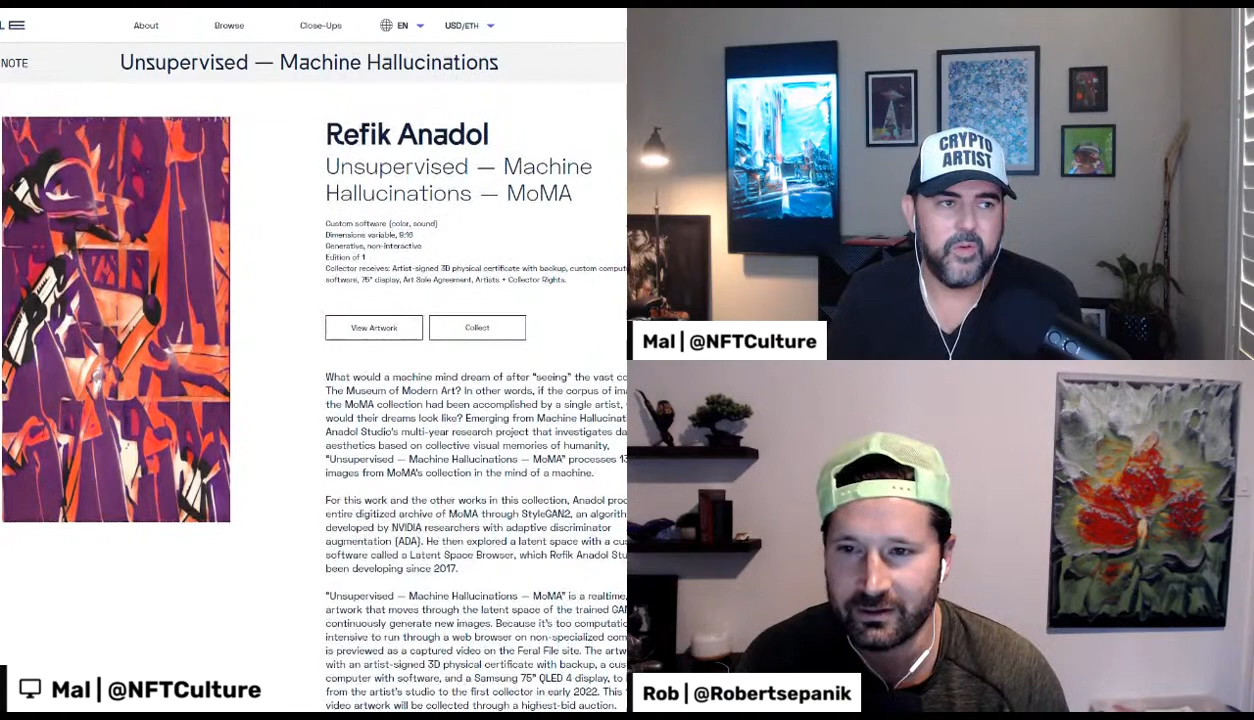 About Browse Close-Ups EN USD/ETH
NOTE Unsupervised — Machine Hallucinations
Refik Anadol
Unsupervised — Machine
Hallucinations — MoMA
Custom software (color, sound)
Dimensions variable, 9:16
Generative, non-interactive
Edition of 1
Collector receives: Artist-signed 3D physical certificate with backup, custom comput
software, 75" display, Art Sale Agreement, Artists + Collector Rights.
View Artwork Collect
What would a machine mind dream of after "seeing" the vast co
The Museum of Modern Art? In other words, if the corpus of im
the MoMA collection had been accomplished by a single artist,
would their dreams look like? Emerging from Machine Hallucinat
Anadol Studio's multi-year research project that investigates da
aesthetics based on collective visual memories of humanity,
"Unsupervised — Machine Hallucinations — MoMA" processes 13
images from MoMA's collection in the mind of a machine.
For this work and the other works in this collection, Anadol proc
entire digitized archive of MoMA through StyleGAN2, an algorith
developed by NVIDIA researchers with adaptive discriminator
augmentation (ADA). He then explored a latent space with a cus
software called a Latent Space Browser, which Refik Anadol Stu
been developing since 2017.
"Unsupervised — Machine Hallucinations — MoMA" is a realtime,
artwork that moves through the latent space of the trained GAN
continuously generate new images. Because it's too computatio
intensive to run through a web browser on non-specialized com
is previewed as a captured video on the Feral File site. The artw
with an artist-signed 3D physical certificate with backup, a cus
computer with software, and a Samsung 75" QLED 4 display, to
from the artist's studio to the first collector in early 2022. This
video artwork will be collected through a highest-bid auction.
Mal | @NFTCulture
CRYPTO
ARTIST
Mal | @NFTCulture
Rob | @Robertsepanik